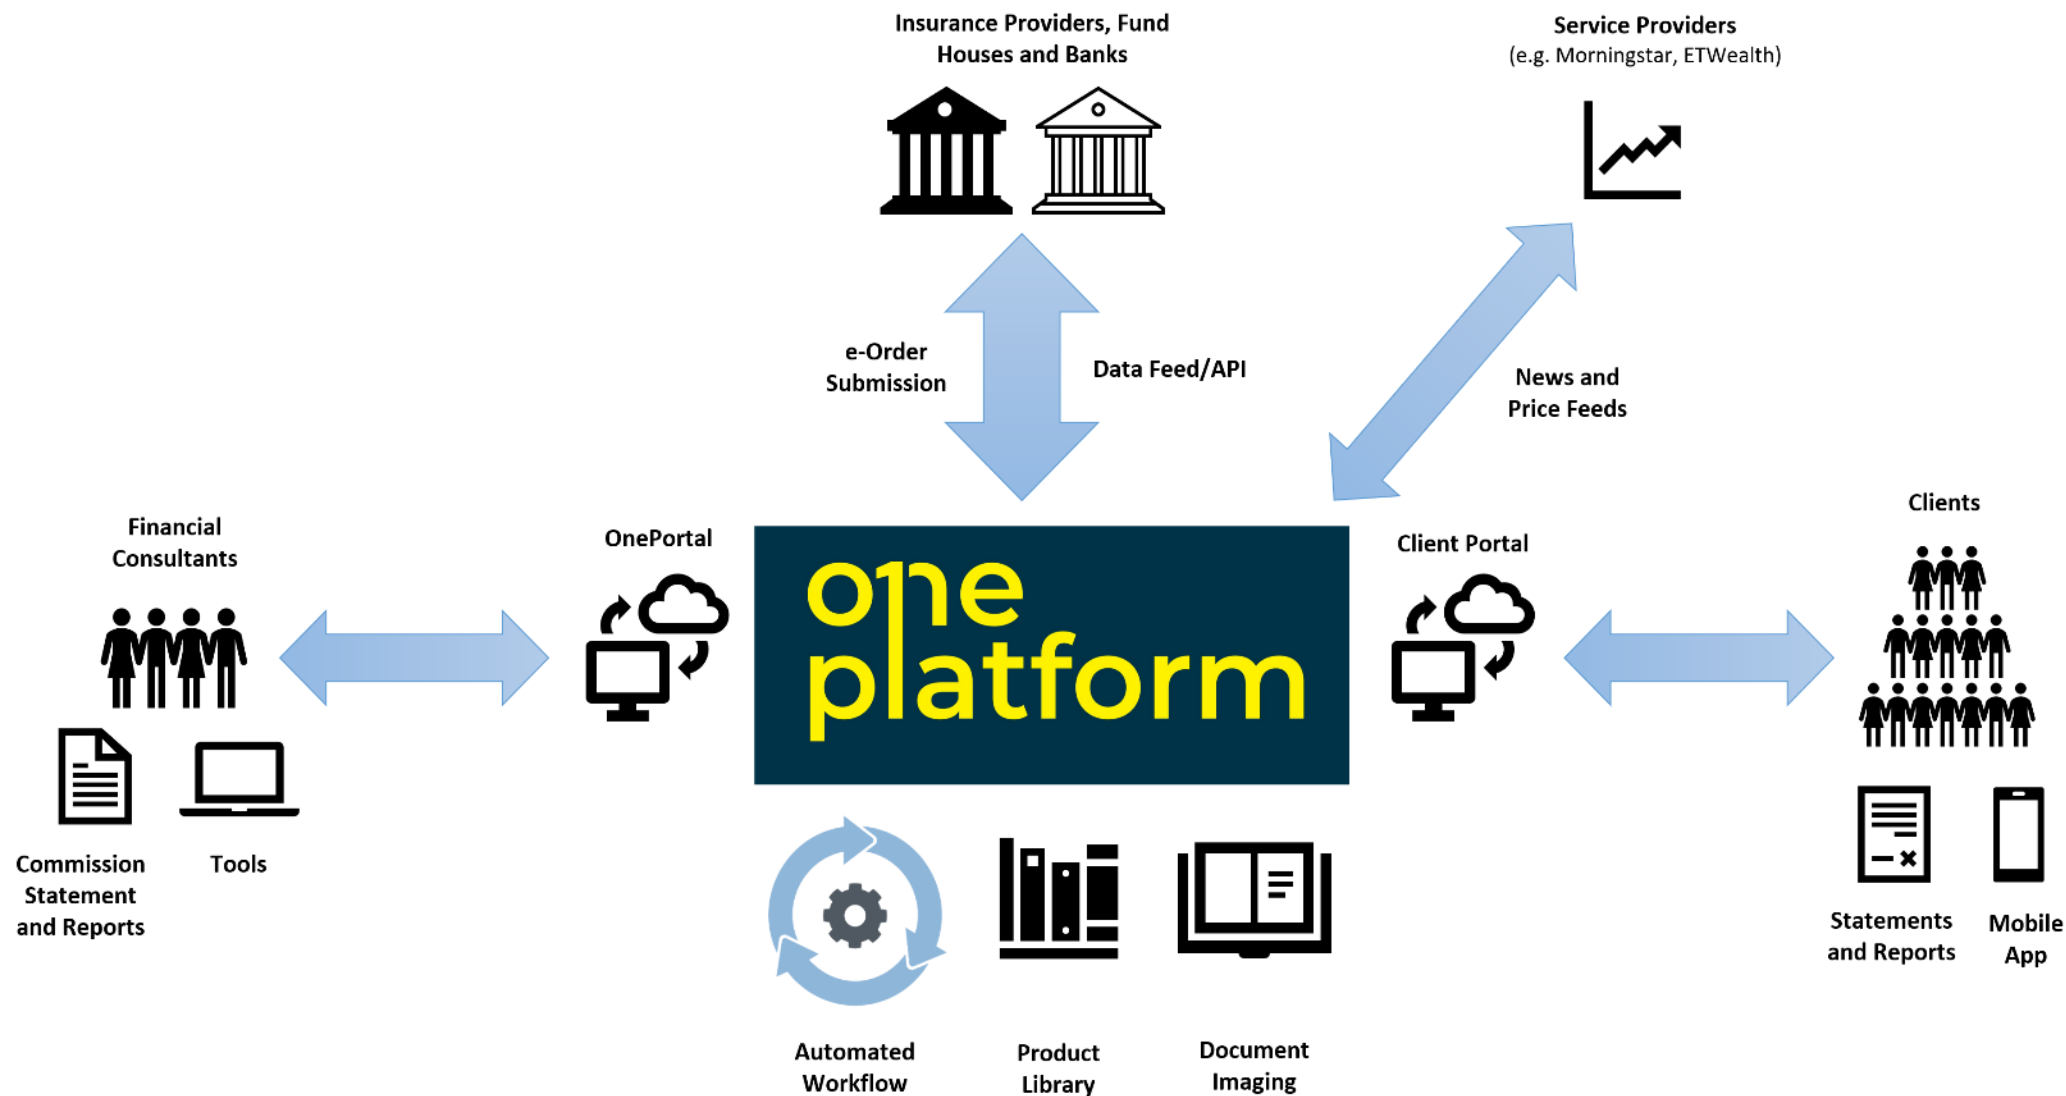 Insurance Providers, Fund
Houses and Banks
Service Providers
(e.g. Morningstar, ETWealth)
e-Order
Submission
Data Feed/API
News and
Price Feeds
Financial
Consultants
OnePortal
one
platform
Client Portal
Clients
Commission
Statement
and Reports
Tools
Statements
and Reports
Mobile
App
Automated
Workflow
Product
Library
Document
Imaging